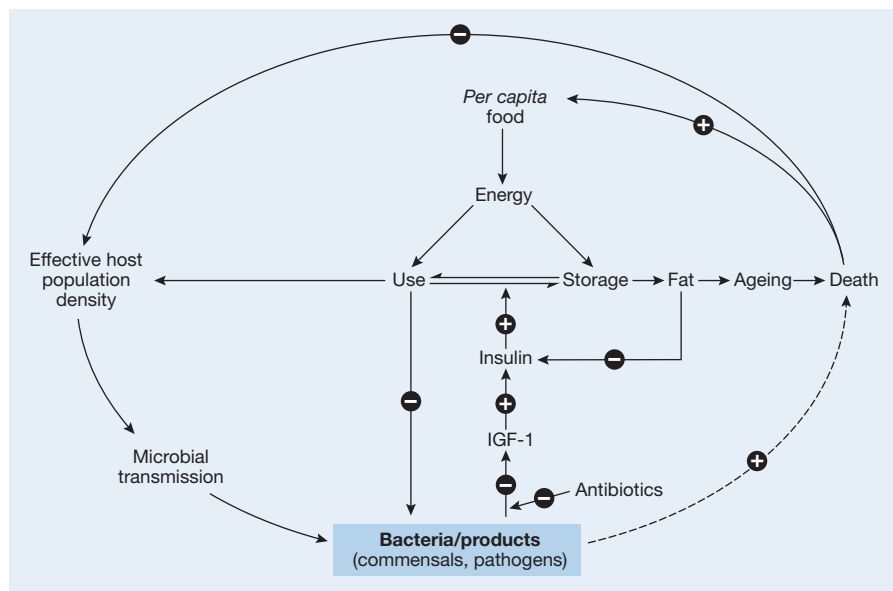 Per capita
food
Energy
Effective host
population
density
Use
Storage
Fat
Ageing
Death
Insulin
IGF-1
Antibiotics
Microbial
transmission
Bacteria/products
(commensals, pathogens)